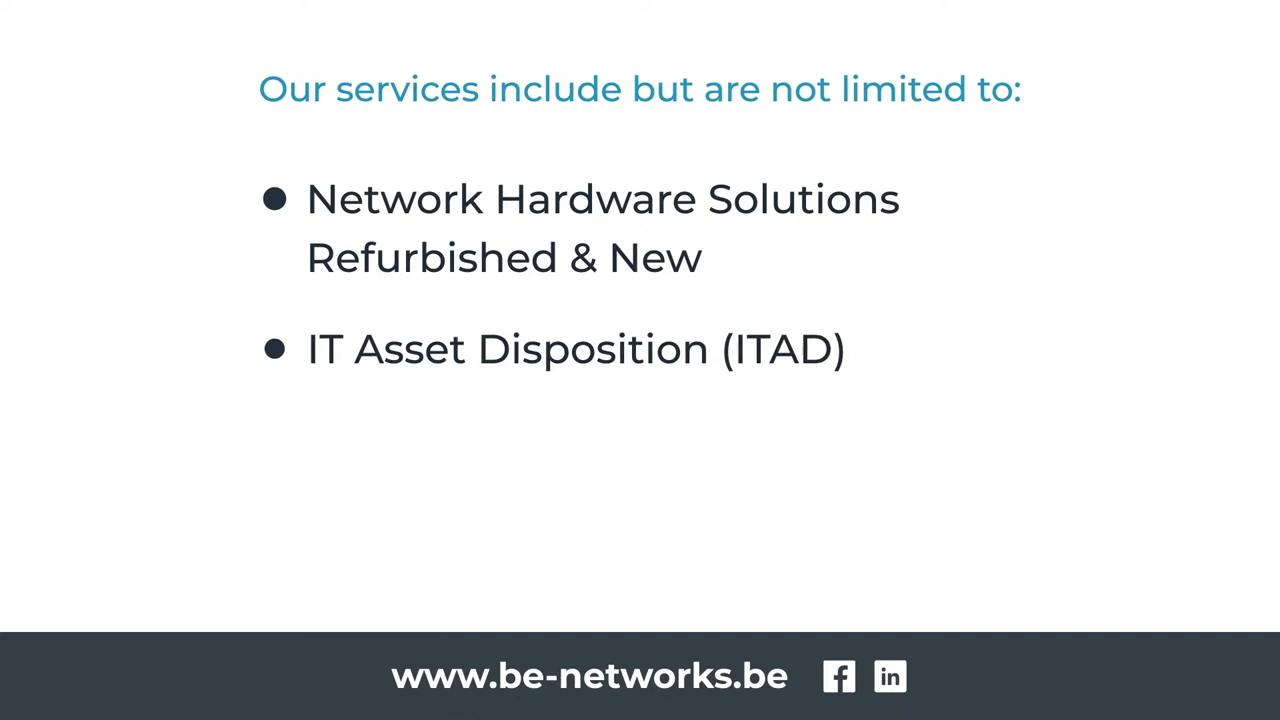 Our services include but are not limited to:
● Network Hardware Solutions
Refurbished & New
● IT Asset Disposition (ITAD)
www.be-networks.be